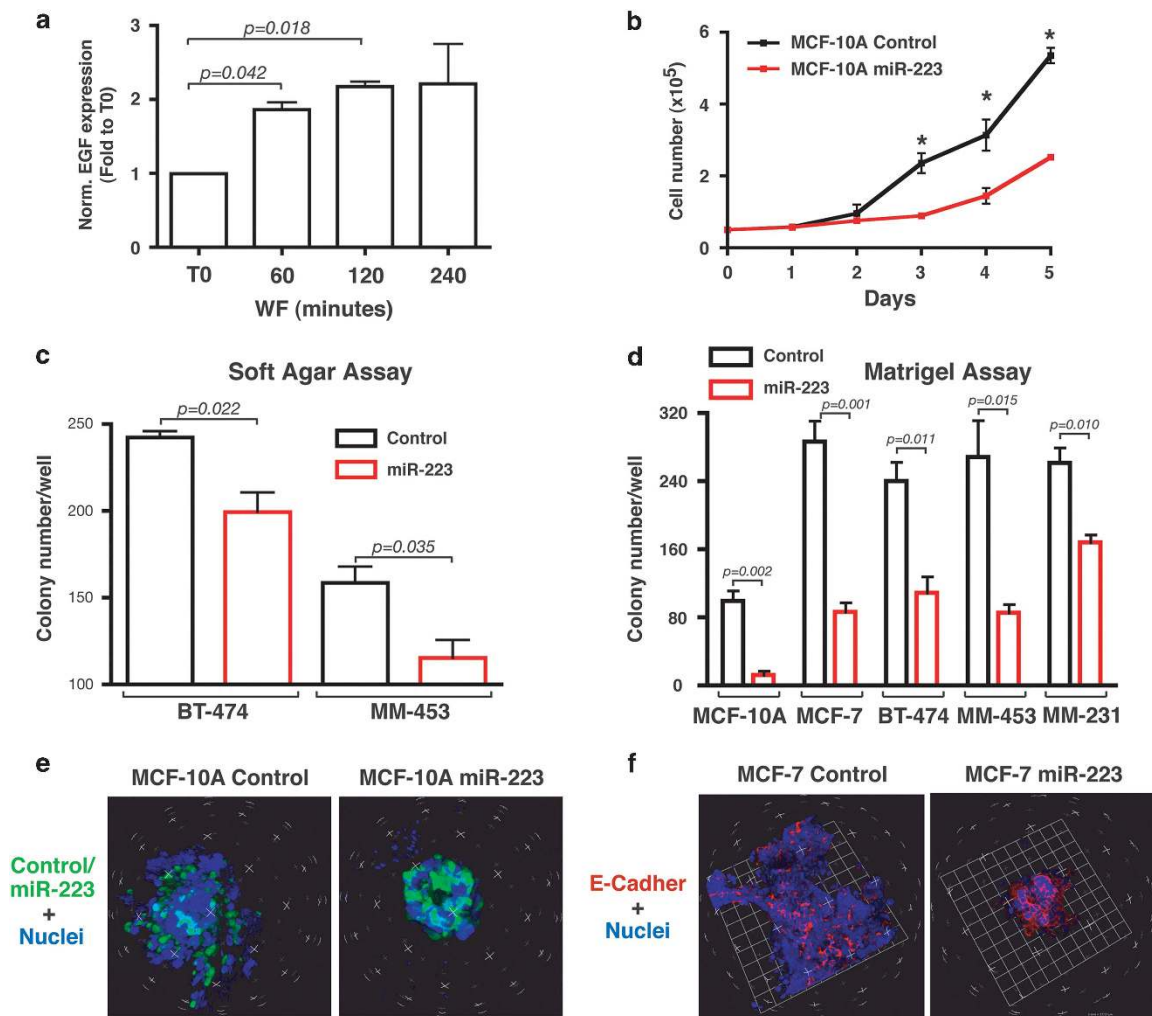 a
Norm. EGF expression
(Fold to T0)
3
2
1
0
p=0.018
p=0.042
T0 60 120 240
WF (minutes)
b
Cell number (x10⁵)
6
4
2
0
MCF-10A Control
MCF-10A miR-223
*
*
*
0 1 2 3 4 5
Days
c
Soft Agar Assay
Colony number/well
250
200
150
100
p=0.022
p=0.035
Control
miR-223
BT-474 MM-453
d
Control
miR-223
Matrigel Assay
Colony number/well
320
240
160
80
0
p=0.002
p=0.001
p=0.011
p=0.015
p=0.010
MCF-10A MCF-7 BT-474 MM-453 MM-231
e
MCF-10A Control MCF-10A miR-223
Control/
miR-223
+
Nuclei
f
MCF-7 Control MCF-7 miR-223
E-Cadher
+
Nuclei